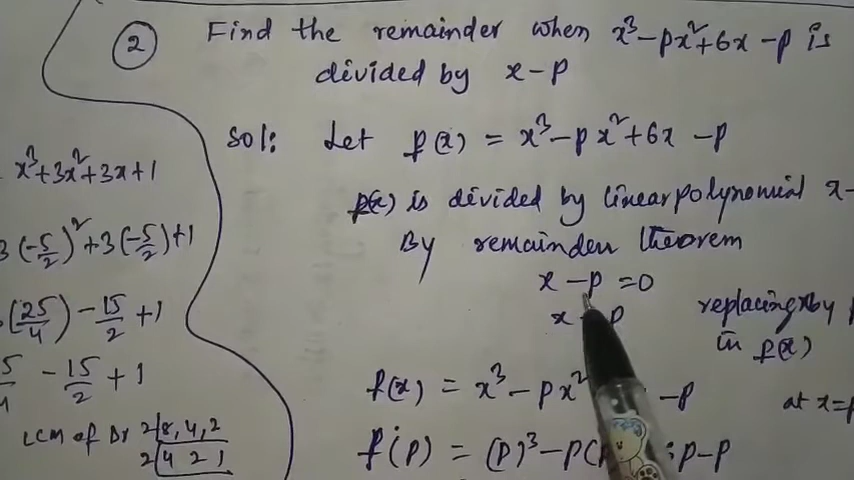 ② Find the remainder when x³-px²+6x-p is
divided by x-p
Sol: Let p(x) = x³-px²+6x-p
p(x) is divided by linear polynomial x-
By remainder theorem
x-p=0
x p
replacing x by p
in p(x)
p(x) = x³-px² -p
at x=p
p(p) = (p)³-p(p p-p
x³+3x²+3x+1
3(-5/2)²+3(-5/2)+1
(25/4)-15/2+1
5/4 -15/2+1
LCM of Dr 2|8,4,2
2|4 2 1